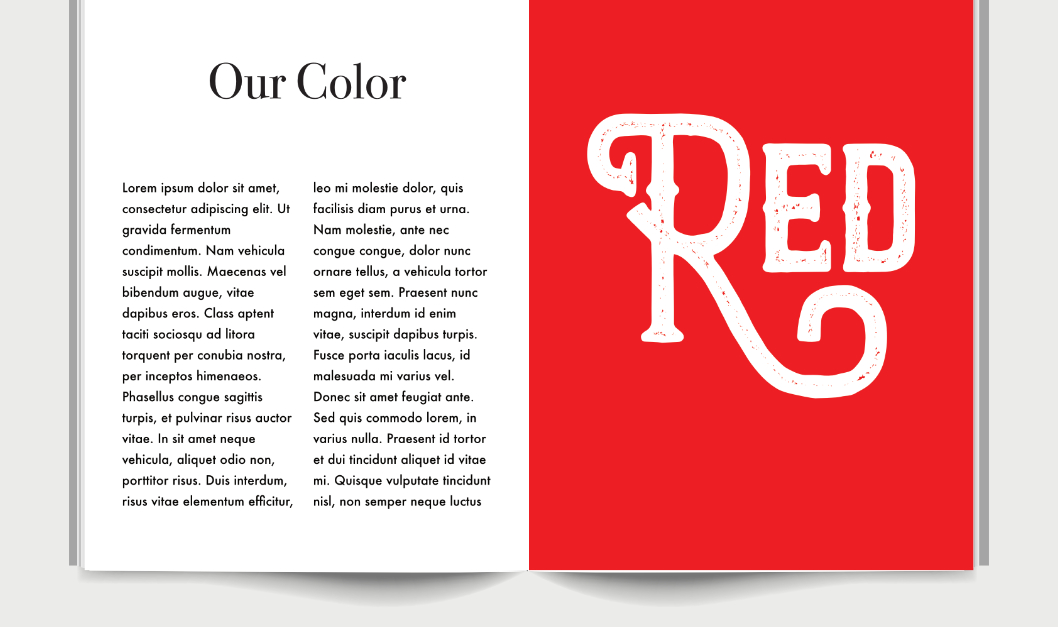 Our Color
Lorem ipsum dolor sit amet,
consectetur adipiscing elit. Ut
gravida fermentum
condimentum. Nam vehicula
suscipit mollis. Maecenas vel
bibendum augue, vitae
dapibus eros. Class aptent
taciti sociosqu ad litora
torquent per conubia nostra,
per inceptos himenaeos.
Phasellus congue sagittis
turpis, et pulvinar risus auctor
vitae. In sit amet neque
vehicula, aliquet odio non,
porttitor risus. Duis interdum,
risus vitae elementum efficitur,
leo mi molestie dolor, quis
facilisis diam purus et urna.
Nam molestie, ante nec
congue congue, dolor nunc
ornare tellus, a vehicula tortor
sem eget sem. Praesent nunc
magna, interdum id enim
vitae, suscipit dapibus turpis.
Fusce porta iaculis lacus, id
malesuada mi varius vel.
Donec sit amet feugiat ante.
Sed quis commodo lorem, in
varius nulla. Praesent id tortor
et dui tincidunt aliquet id vitae
mi. Quisque vulputate tincidunt
nisl, non semper neque luctus
RED